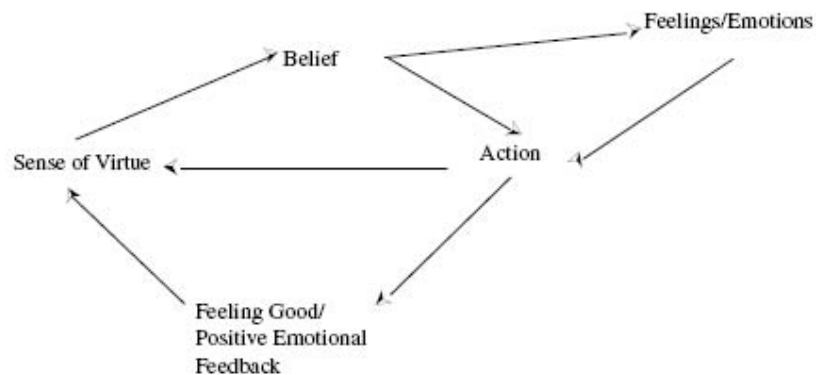 Feelings/Emotions
Belief
Action
Sense of Virtue
Feeling Good/
Positive Emotional
Feedback